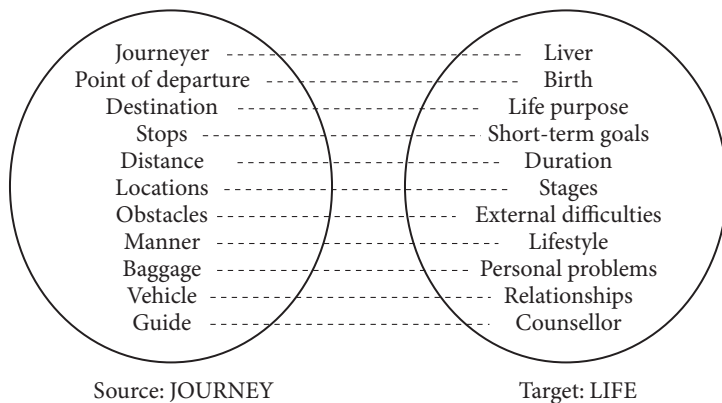 Journeyer Liver
Point of departure Birth
Destination Life purpose
Stops Short-term goals
Distance Duration
Locations Stages
Obstacles External difficulties
Manner Lifestyle
Baggage Personal problems
Vehicle Relationships
Guide Counsellor
Source: JOURNEY Target: LIFE